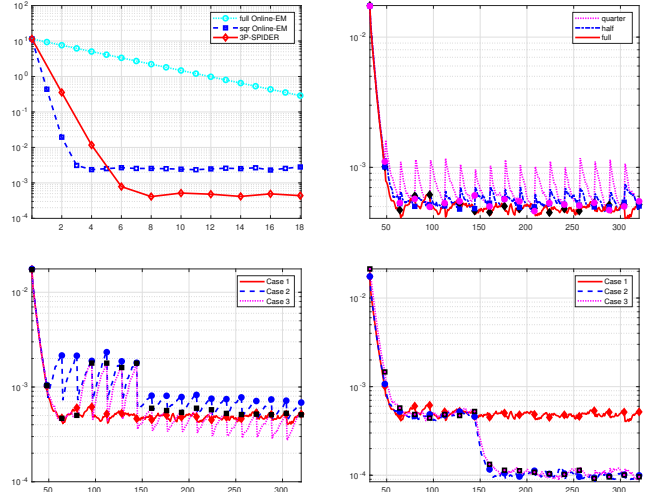 10^2
10^1
10^0
10^-1
10^-2
10^-3
10^-4
2 4 6 8 10 12 14 16 18
full Online-EM
sqr Online-EM
3P-SPIDER
10^-2
10^-3
50 100 150 200 250 300
quarter
half
full
10^-2
10^-3
10^-4
50 100 150 200 250 300
Case 1
Case 2
Case 3
10^-2
10^-3
10^-4
50 100 150 200 250 300
Case 1
Case 2
Case 3